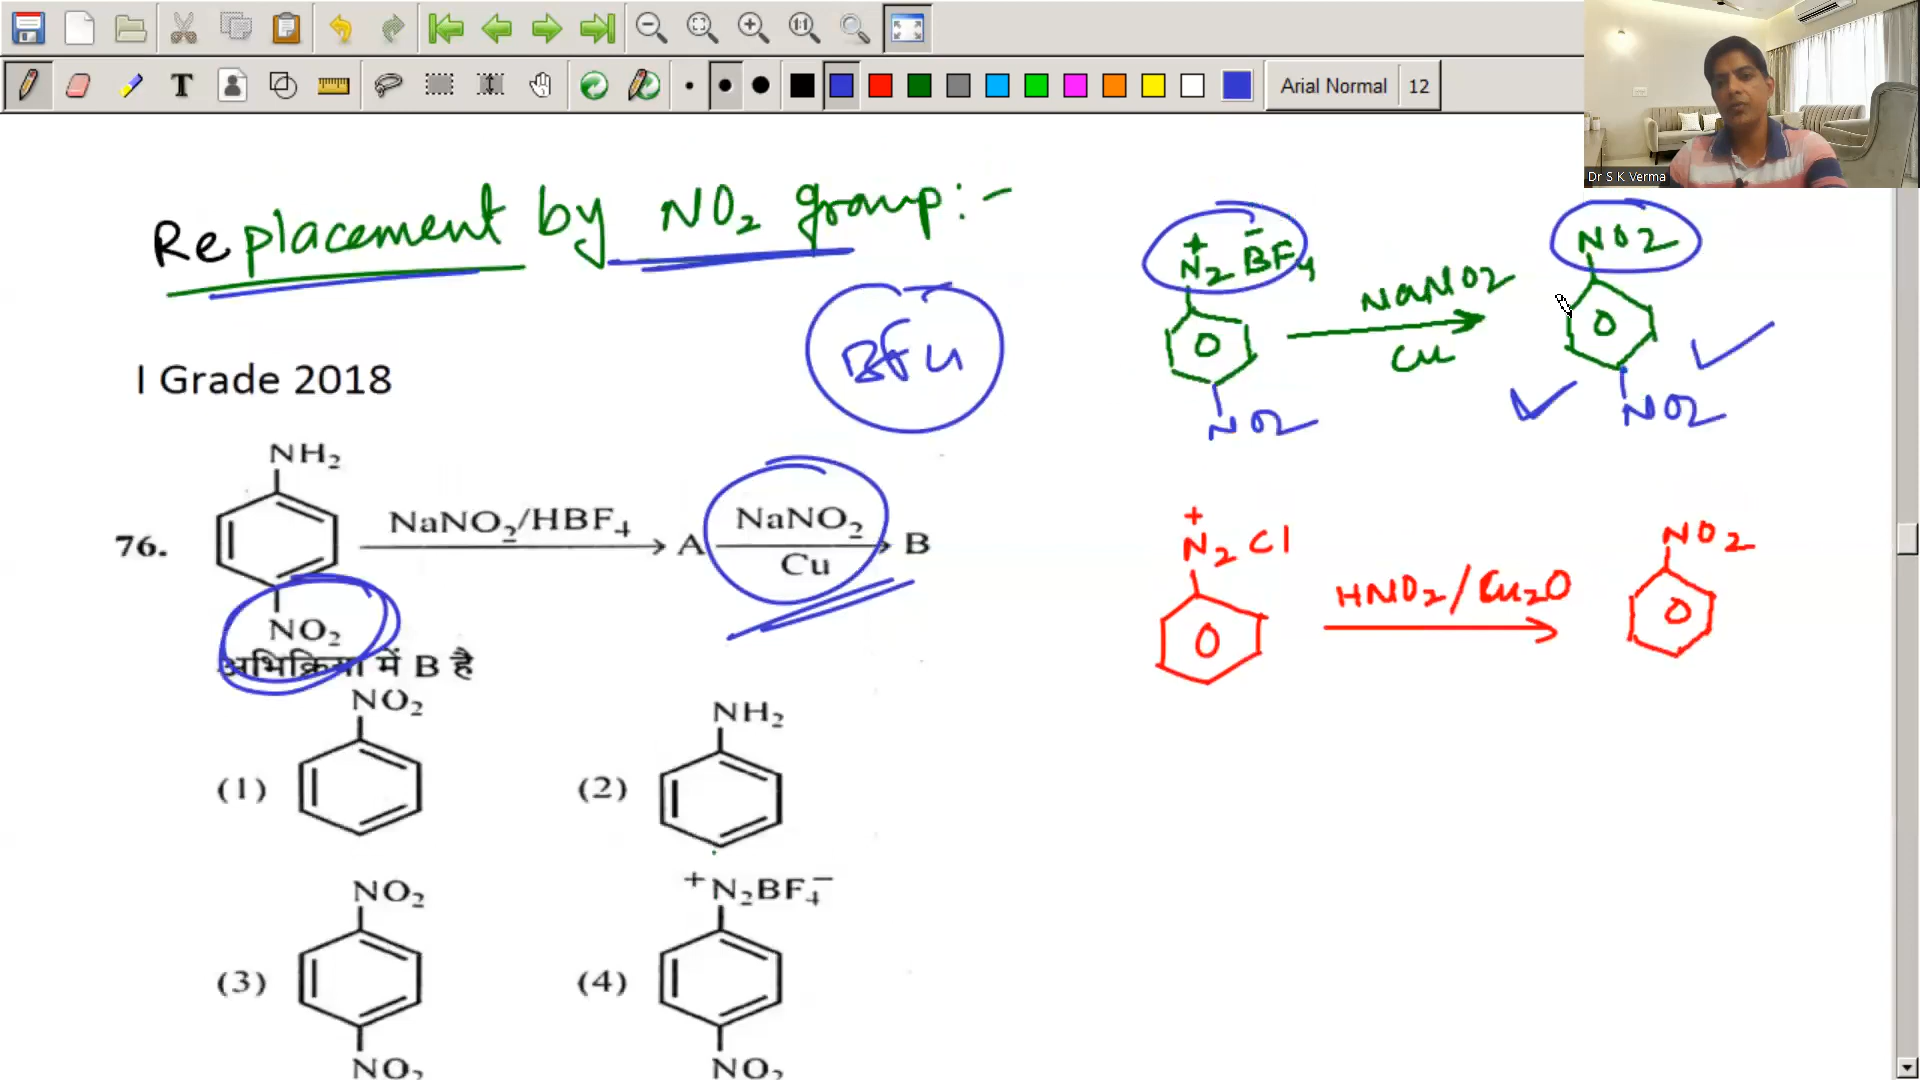 T
Arial Normal 12
Dr S K Verma
Replacement by NO2 group:-
I Grade 2018
BF4
+
N2 BF4-
NaNO2
Cu
NO2
NO2
NO2
NH2
76.
NaNO2/HBF4
A
NaNO2
Cu
B
NO2
अभिक्रिया में B है
+
N2 Cl
HNO2/Cu2O
NO2
(1)
NO2
(2)
NH2
(3)
NO2
NO2
(4)
+N2BF4−
NO2